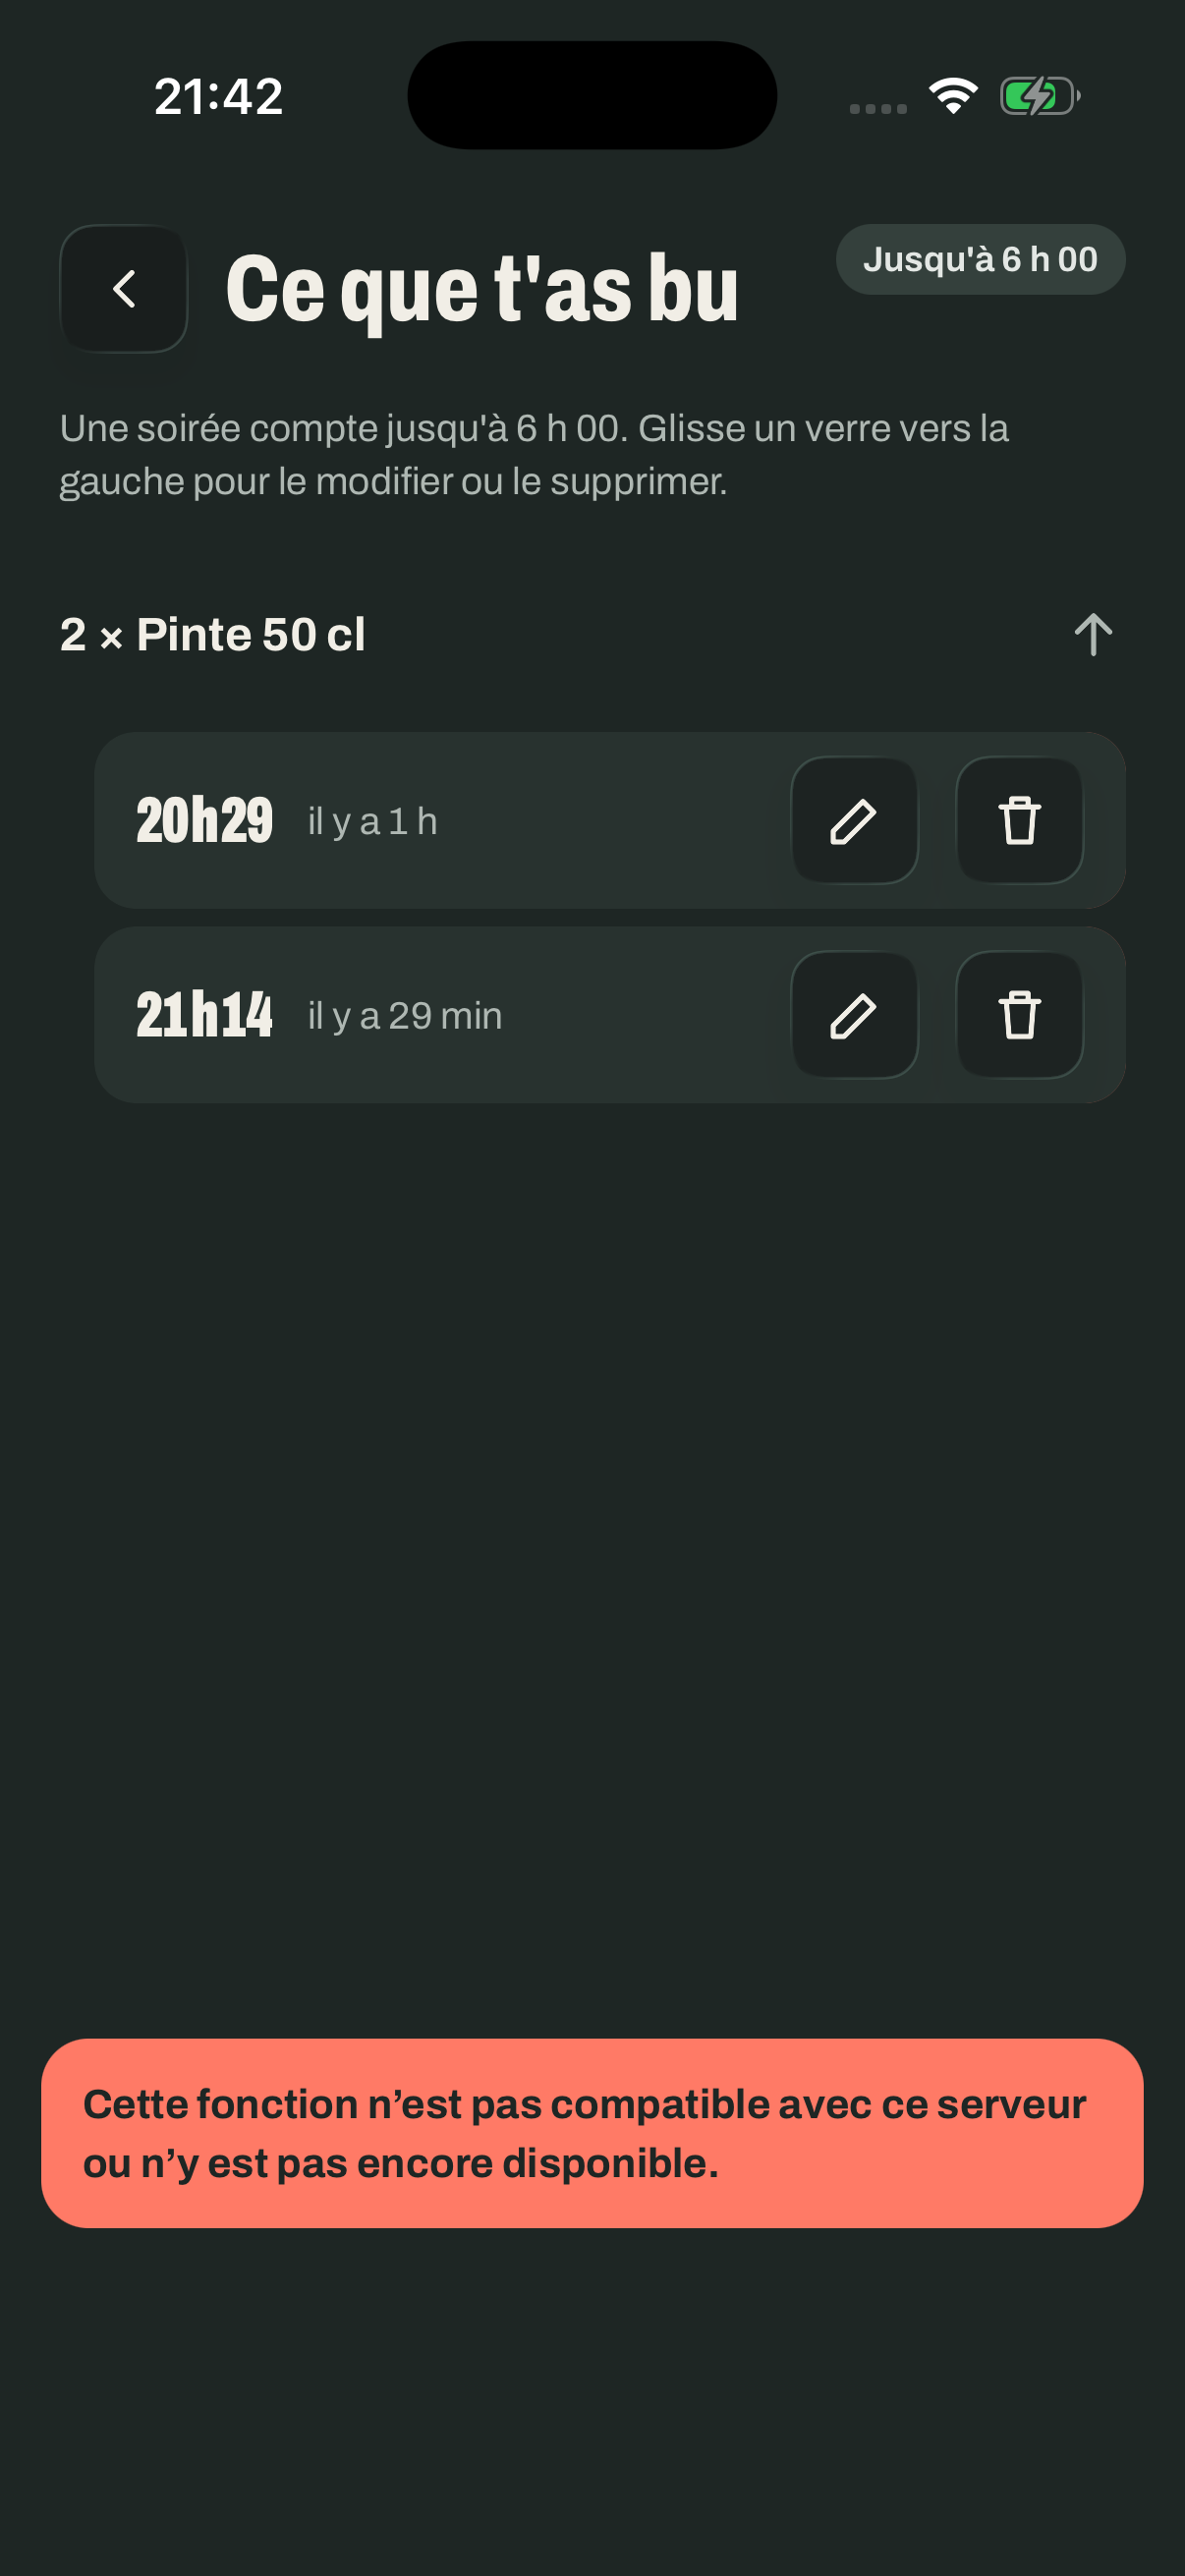 21:42
Ce que t'as bu
Jusqu'à 6 h 00
Une soirée compte jusqu'à 6 h 00. Glisse un verre vers la
gauche pour le modifier ou le supprimer.
2 × Pinte 50 cl
20h29 il y a 1 h
21h14 il y a 29 min
Cette fonction n’est pas compatible avec ce serveur
ou n’y est pas encore disponible.